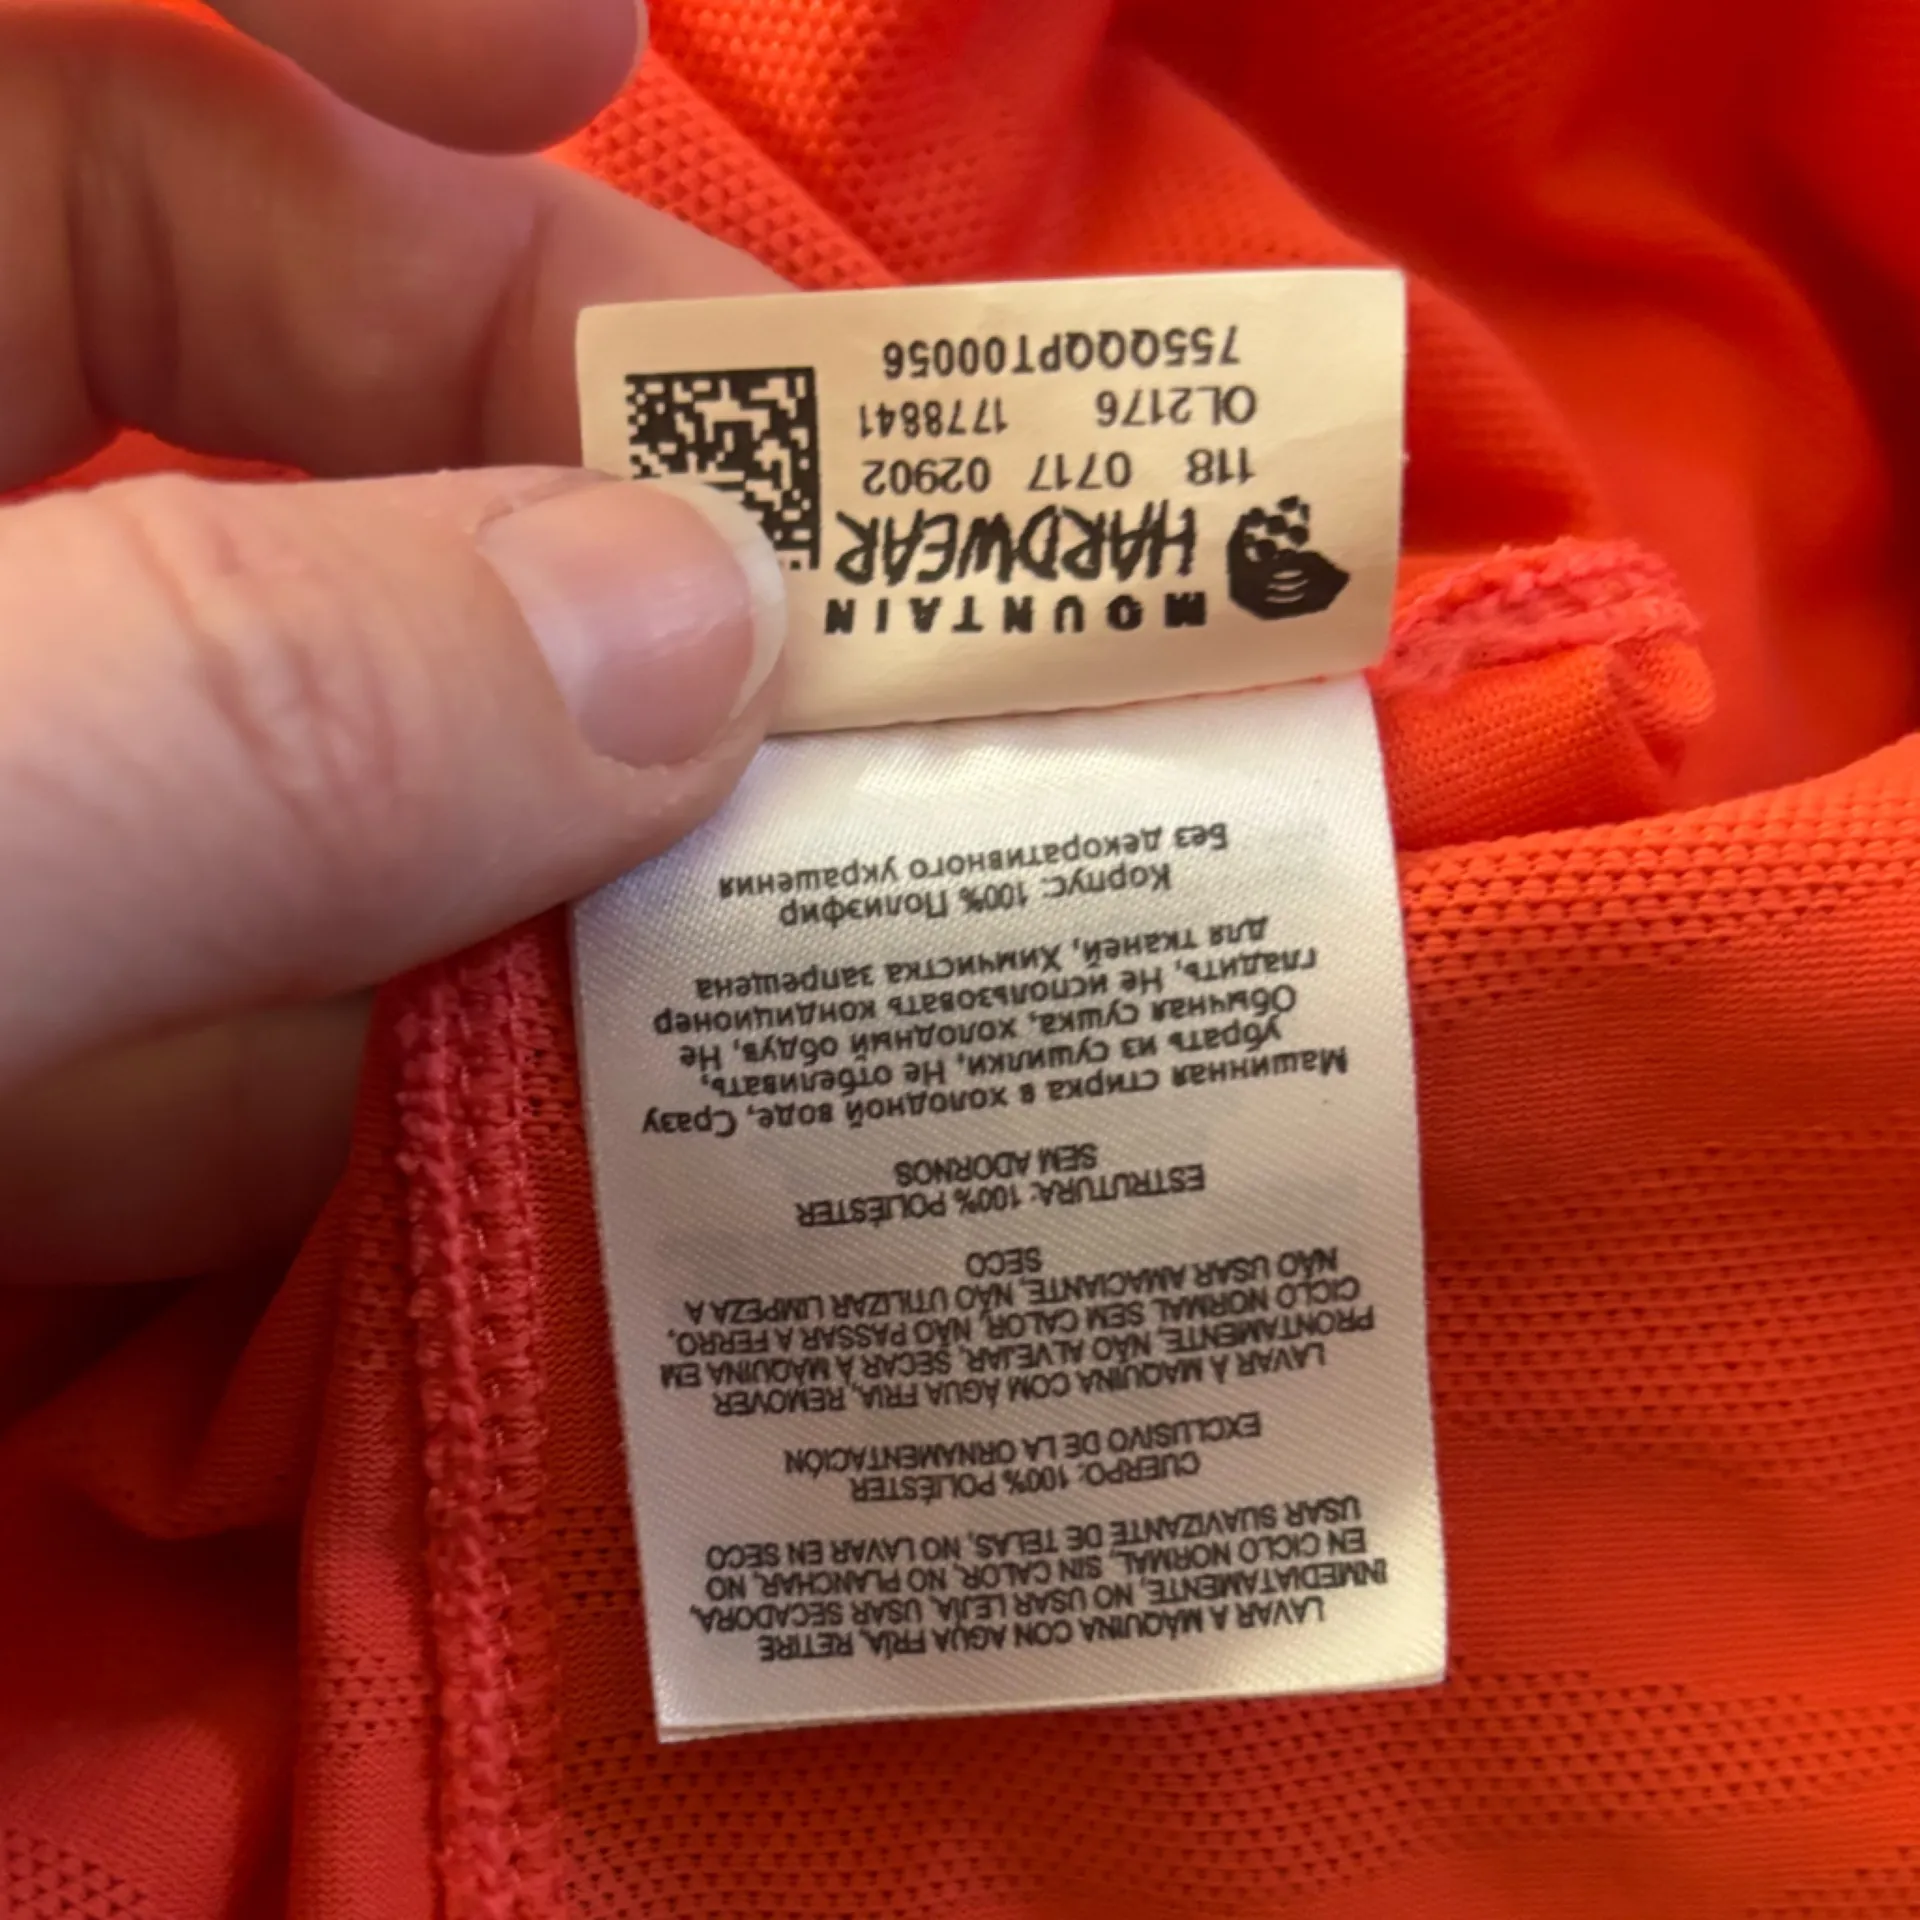 LAVAR A MÁQUINA CON AGUA FRÍA, RETIRE
INMEDIATAMENTE, NO USAR LEJÍA, USAR SECADORA,
EN CICLO NORMAL, SIN CALOR, NO PLANCHAR, NO
USAR SUAVIZANTE DE TELAS, NO LAVAR EN SECO
CUERPO: 100% POLIÉSTER
EXCLUSIVO DE LA ORNAMENTACIÓN
LAVAR À MAQUINA COM ÁGUA FRIA, REMOVER
PRONTAMENTE, NÃO ALVEJAR, SECAR À MÁQUINA EM
CICLO NORMAL, SEM CALOR, NÃO PASSAR A FERRO,
NÃO USAR AMACIANTE, NÃO UTILIZAR LIMPEZA A
SECO
ESTRUTURA: 100% POLIÉSTER
SEM ADORNOS
Машинная стирка в холодной воде, Сразу
убрать из сушилки, Не отбеливать,
Обычная сушка, холодный обдув, Не
гладить, Не использовать кондиционер
для тканей, Химчистка запрещена
Корпус: 100% Полиэфир
Без декоративного украшения
MOUNTAIN
HARDWEAR
118 0717 02902
OL2176 1778841
755QQPT00056